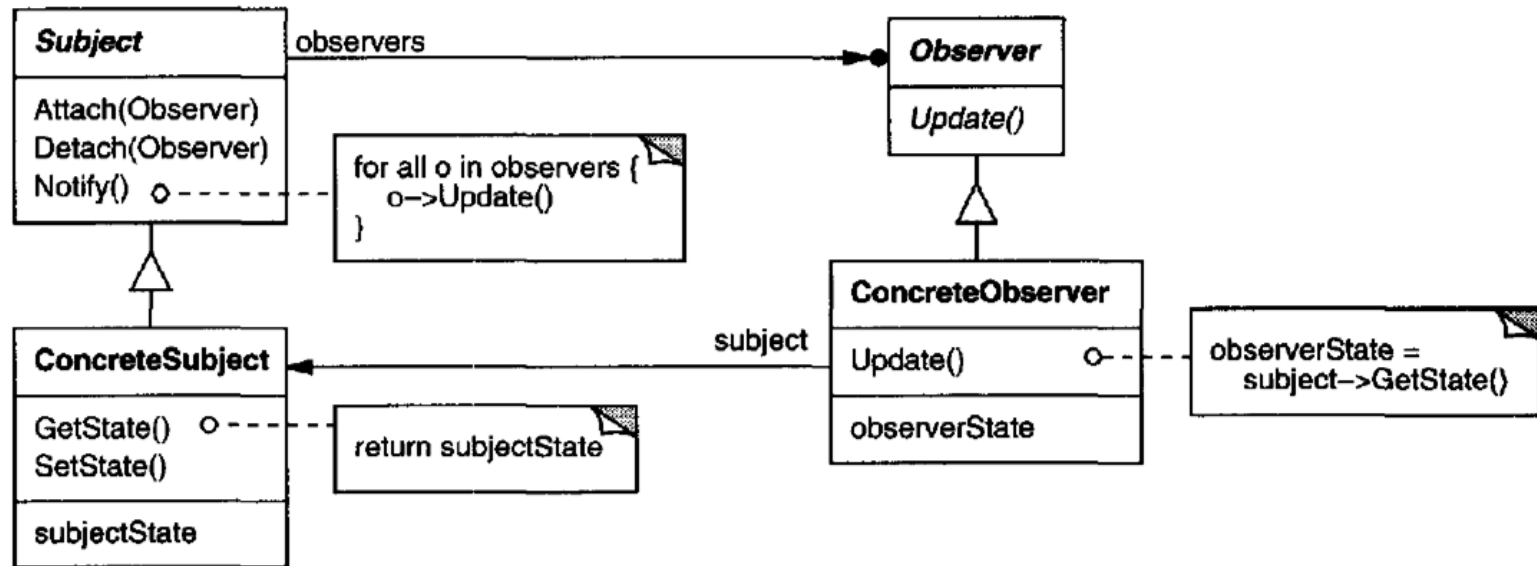 Subject
Attach(Observer)
Detach(Observer)
Notify()
observers
for all o in observers {
o->Update()
}
Observer
Update()
ConcreteSubject
GetState()
SetState()
subjectState
return subjectState
subject
ConcreteObserver
Update()
observerState
observerState =
subject->GetState()